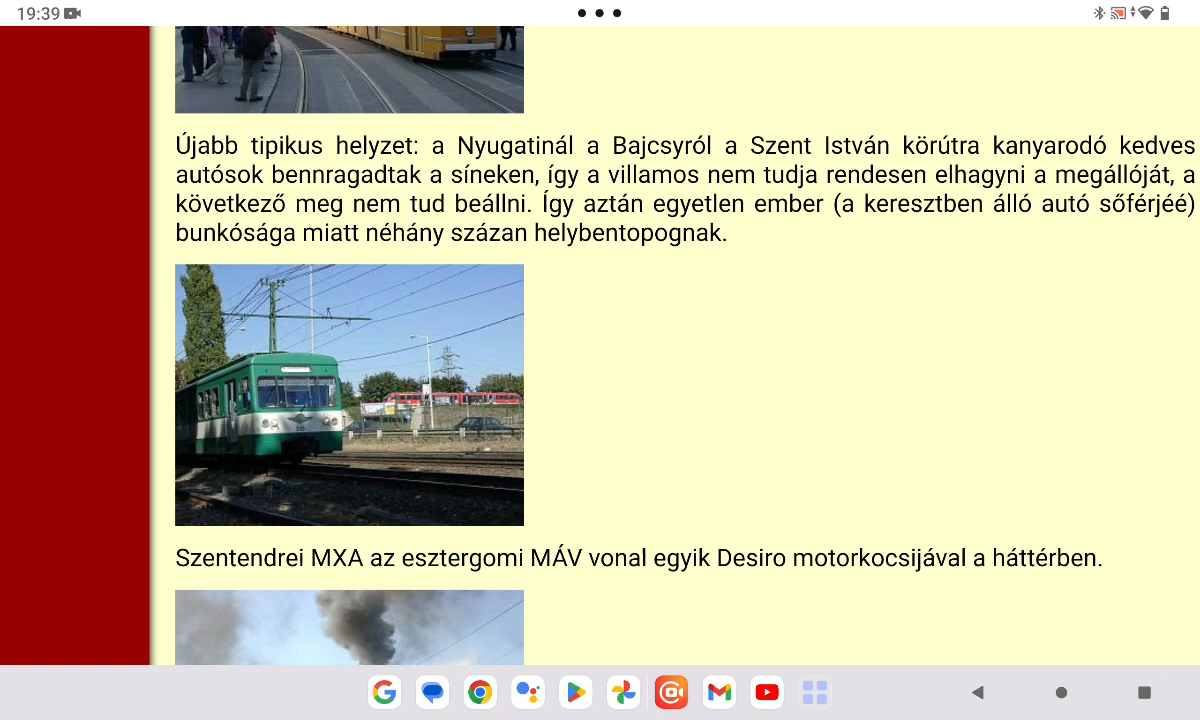 19:39
Újabb tipikus helyzet: a Nyugatinál a Bajcsyról a Szent István körútra kanyarodó kedves
autósok bennragadtak a síneken, így a villamos nem tudja rendesen elhagyni a megállóját, a
következő meg nem tud beállni. Így aztán egyetlen ember (a keresztben álló autó sőférjéé)
bunkósága miatt néhány százan helybentopognak.
Szentendrei MXA az esztergomi MÁV vonal egyik Desiro motorkocsijával a háttérben.